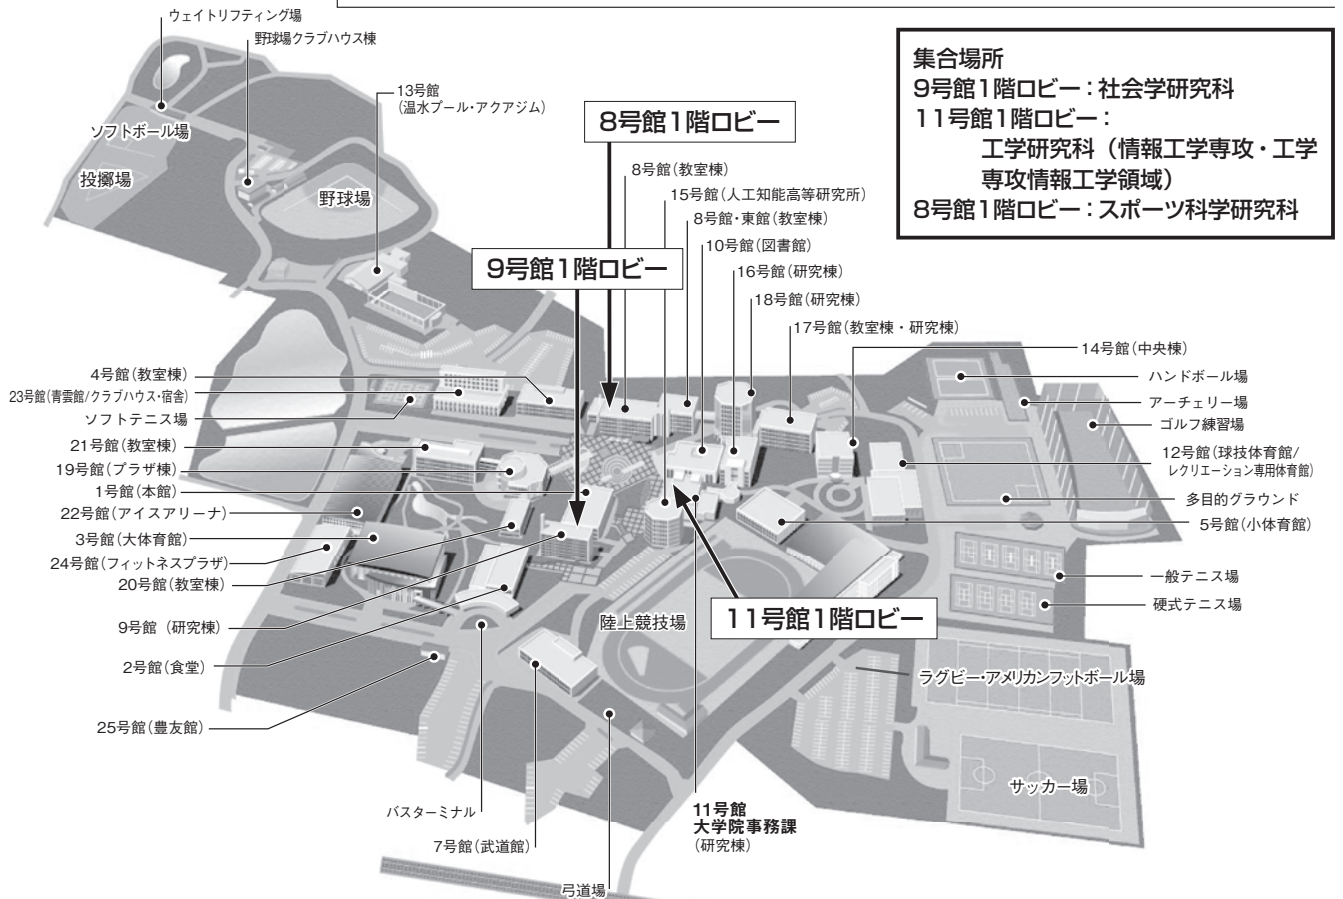 ウェイトリフティング場
野球場クラブハウス棟
13号館
(温水プール・アクアジム)
ソフトボール場
投擲場
野球場
集合場所
9号館1階ロビー：社会学研究科
11号館1階ロビー：
工学研究科（情報工学専攻・工学
専攻情報工学領域）
8号館1階ロビー：スポーツ科学研究科
8号館1階ロビー
8号館(教室棟)
15号館(人工知能高等研究所)
8号館・東館(教室棟)
10号館(図書館)
9号館1階ロビー
16号館(研究棟)
18号館(研究棟)
17号館(教室棟・研究棟)
14号館(中央棟)
ハンドボール場
アーチェリー場
ゴルフ練習場
12号館(球技体育館/
レクリエーション専用体育館)
多目的グラウンド
5号館(小体育館)
一般テニス場
硬式テニス場
4号館(教室棟)
23号館(青雲館/クラブハウス・宿舎)
ソフトテニス場
21号館(教室棟)
19号館(プラザ棟)
1号館(本館)
22号館(アイスアリーナ)
3号館(大体育館)
24号館(フィットネスプラザ)
20号館(教室棟)
9号館 (研究棟)
2号館(食堂)
25号館(豊友館)
陸上競技場
11号館1階ロビー
ラグビー・アメリカンフットボール場
サッカー場
バスターミナル
7号館(武道館)
弓道場
11号館
大学院事務課
(研究棟)